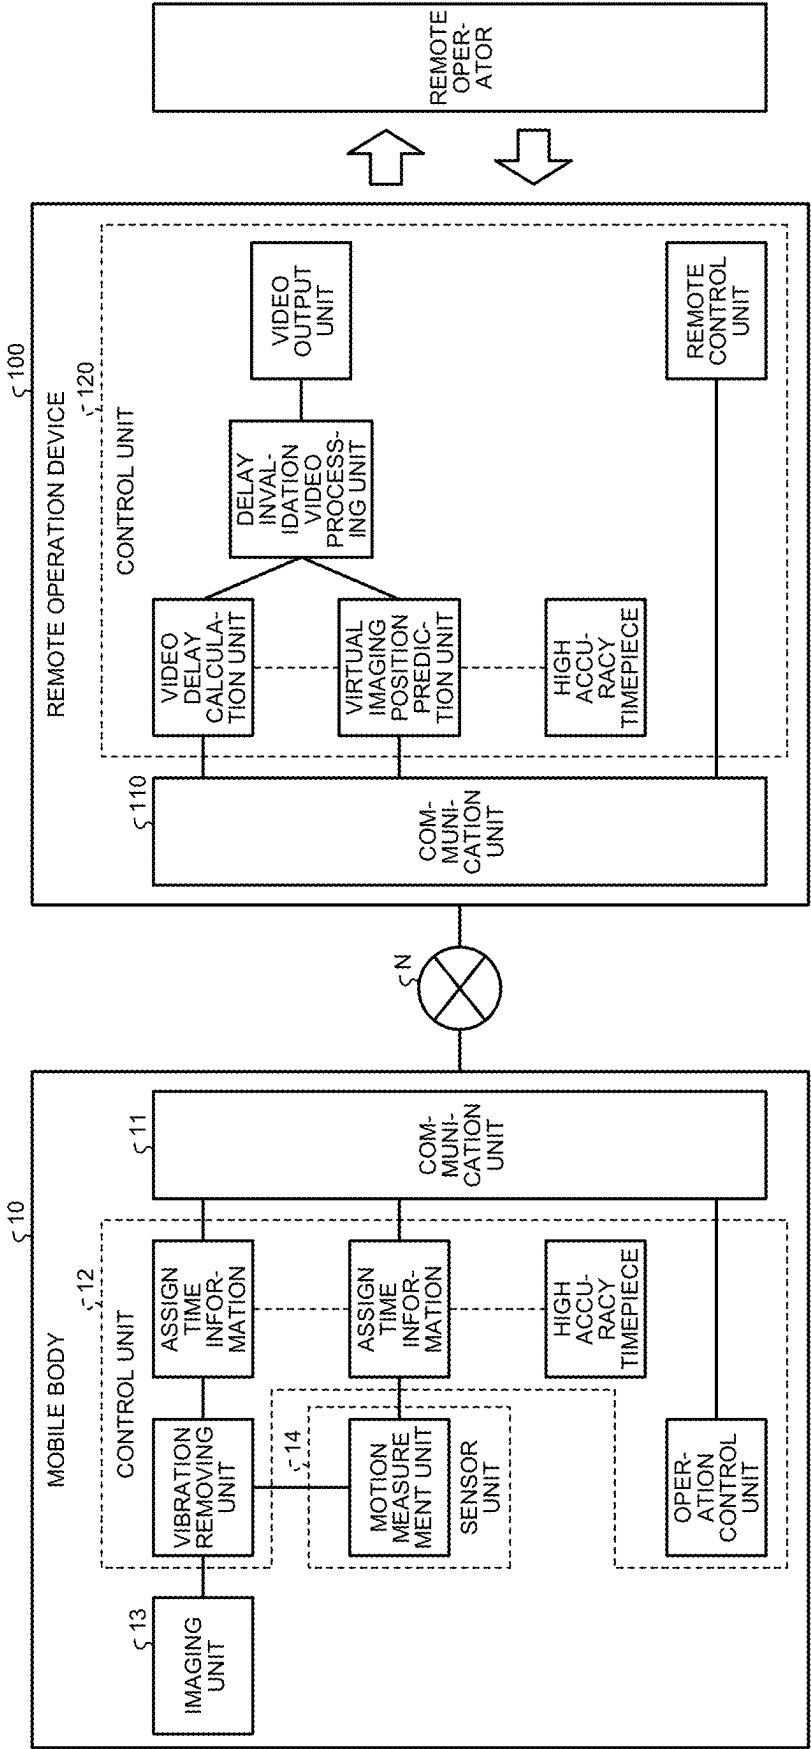 10
MOBILE BODY
12
CONTROL UNIT
13
IMAGING
UNIT
VIBRATION
REMOVING
UNIT
ASSIGN
TIME
INFOR-
MATION
14
MOTION
MEASURE
MENT UNIT
SENSOR
UNIT
ASSIGN
TIME
INFOR-
MATION
HIGH
ACCU-
RACY
TIMEPIECE
OPER-
ATION
CONTROL
UNIT
11
COM-
MUNI-
CATION
UNIT
N
100
REMOTE OPERATION DEVICE
120
CONTROL UNIT
110
COM-
MUNI-
CATION
UNIT
VIDEO
DELAY
CALCULA-
TION UNIT
VIRTUAL
IMAGING
POSITION
PREDIC-
TION UNIT
HIGH
ACCU-
RACY
TIMEPIECE
DELAY
INVAL-
IDATION
VIDEO
PROCESS-
ING UNIT
VIDEO
OUTPUT
UNIT
REMOTE
CONTROL
UNIT
REMOTE
OPER-
ATOR